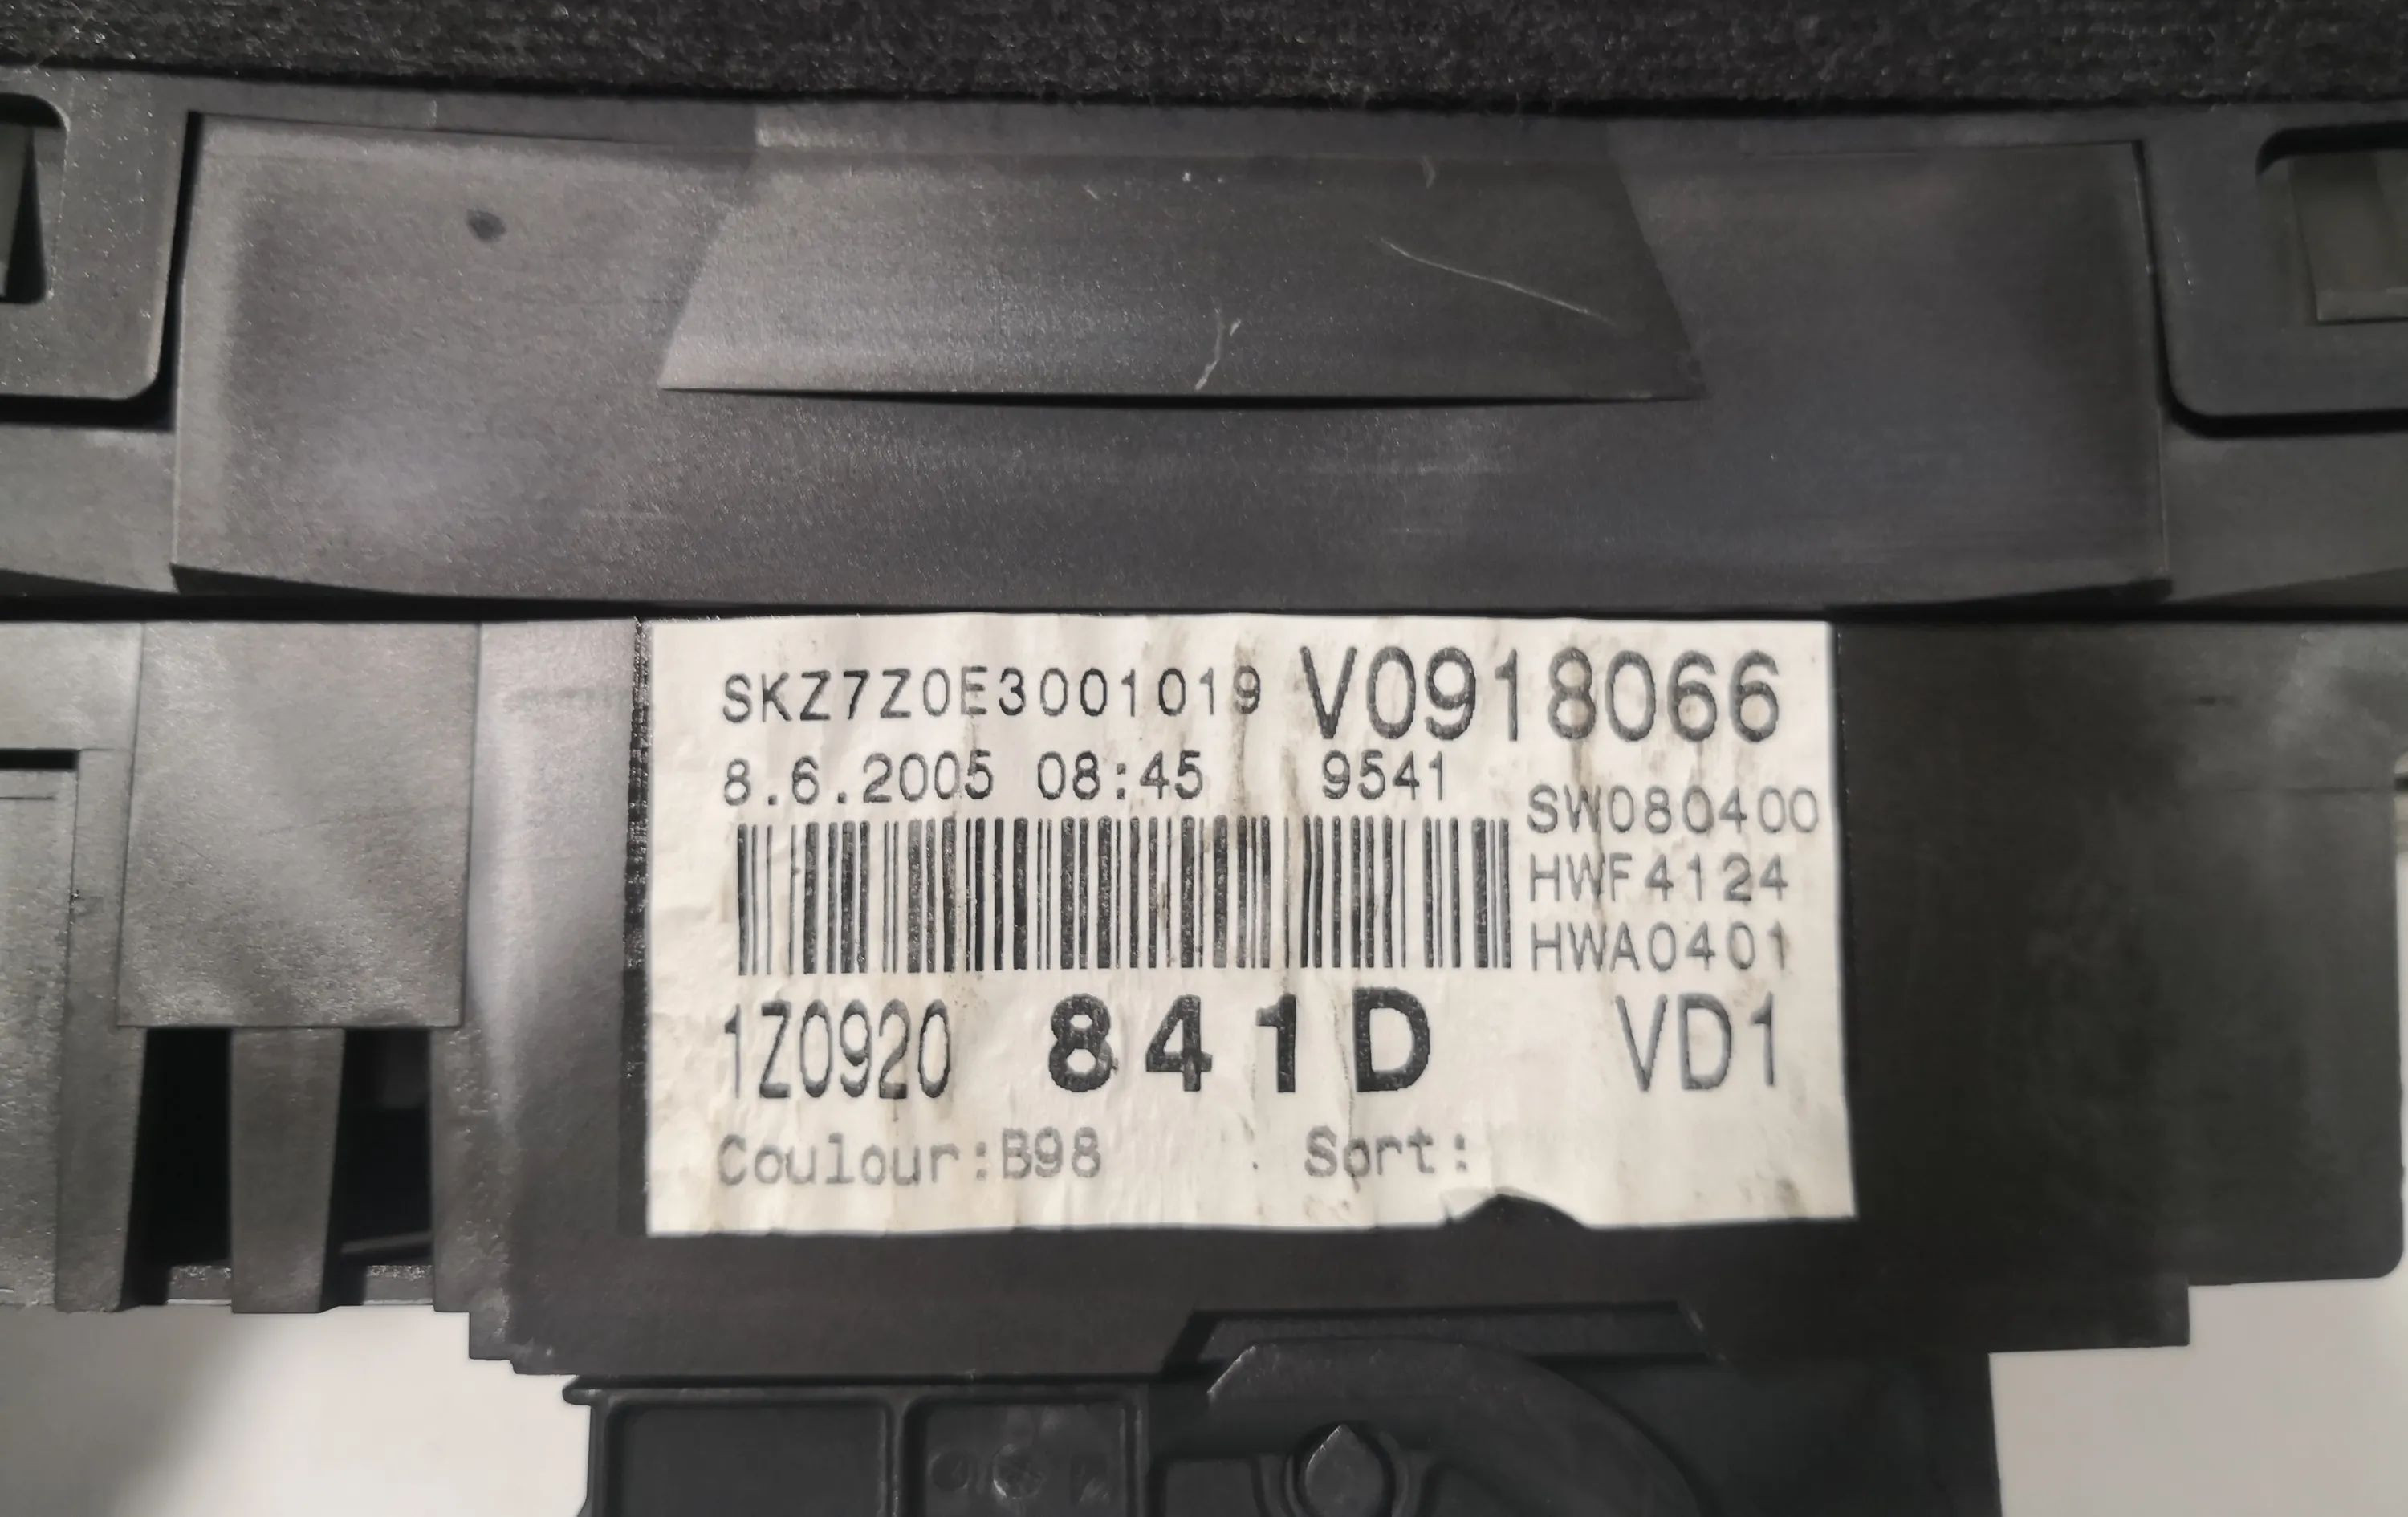 SKZ7Z0E3001019 V0918066
8.6.2005 08:45 9541
SW080400
HWF4124
HWA0401
1Z0920 841D VD1
Coulour:B98 Sort: